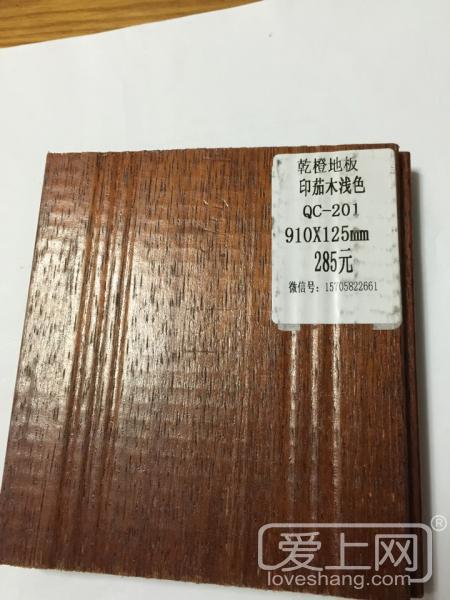 乾橙地板
印茄木浅色
QC-201
910X125mm
285元
微信号：15705822661
爱上网®
loveshang.com